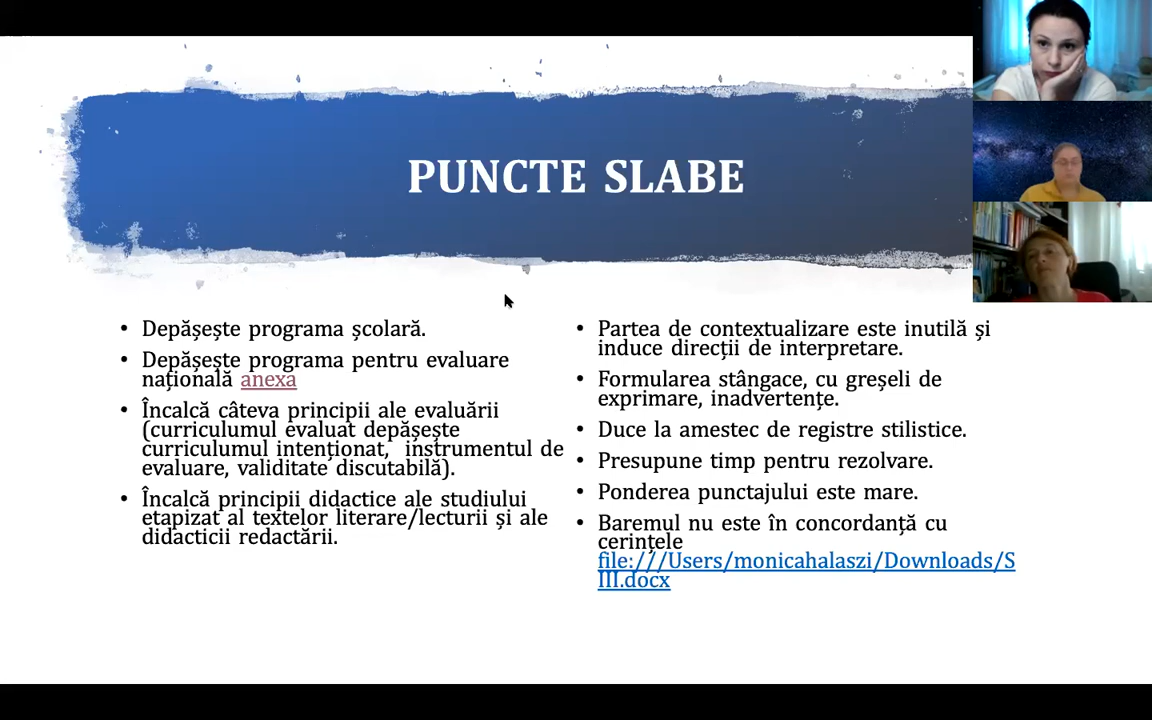 PUNCTE SLABE
• Depășește programa școlară.
• Depășește programa pentru evaluare
națională anexa
• Încalcă câteva principii ale evaluării
(curriculumul evaluat depășește
curriculumul intenționat, instrumentul de
evaluare, validitate discutabilă).
• Încalcă principii didactice ale studiului
etapizat al textelor literare/lecturii și ale
didacticii redactării.
• Partea de contextualizare este inutilă și
induce direcții de interpretare.
• Formularea stângace, cu greșeli de
exprimare, inadvertențe.
• Duce la amestec de registre stilistice.
• Presupune timp pentru rezolvare.
• Ponderea punctajului este mare.
• Baremul nu este în concordanță cu
cerințele
file:///Users/monicahalaszi/Downloads/S
III.docx